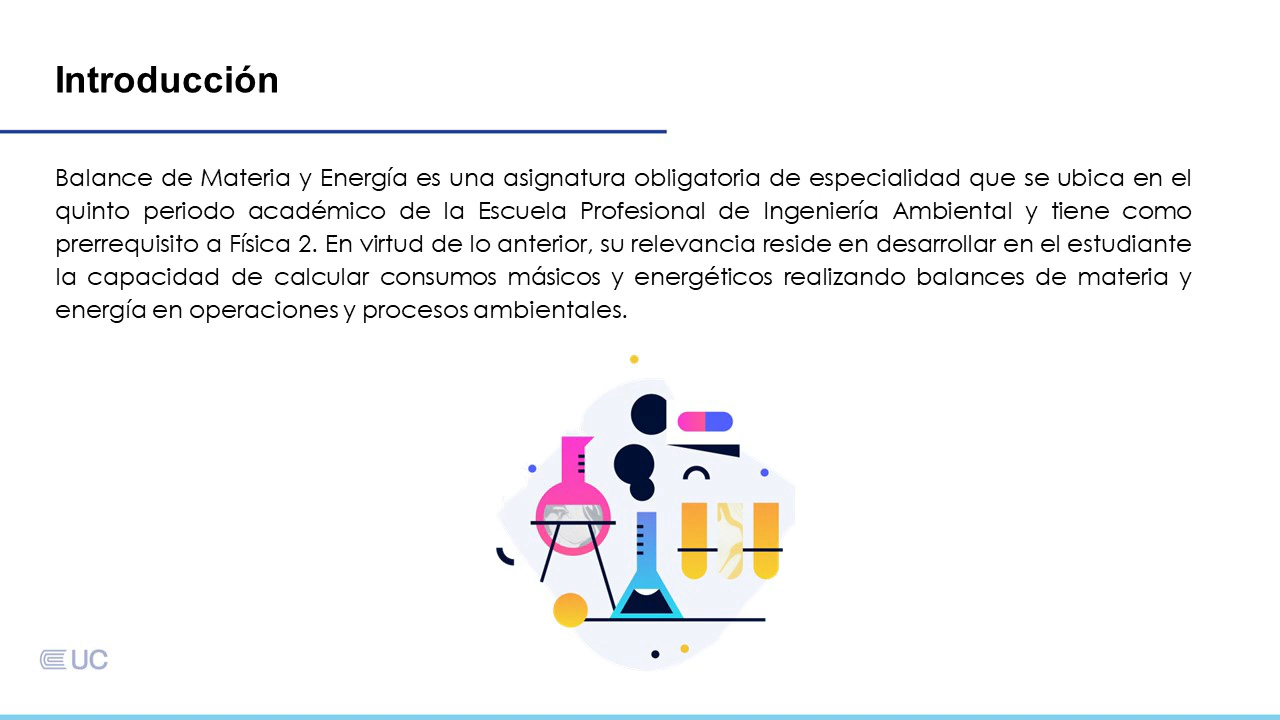 Introducción
Balance de Materia y Energía es una asignatura obligatoria de especialidad que se ubica en el
quinto periodo académico de la Escuela Profesional de Ingeniería Ambiental y tiene como
prerrequisito a Física 2. En virtud de lo anterior, su relevancia reside en desarrollar en el estudiante
la capacidad de calcular consumos másicos y energéticos realizando balances de materia y
energía en operaciones y procesos ambientales.
UC